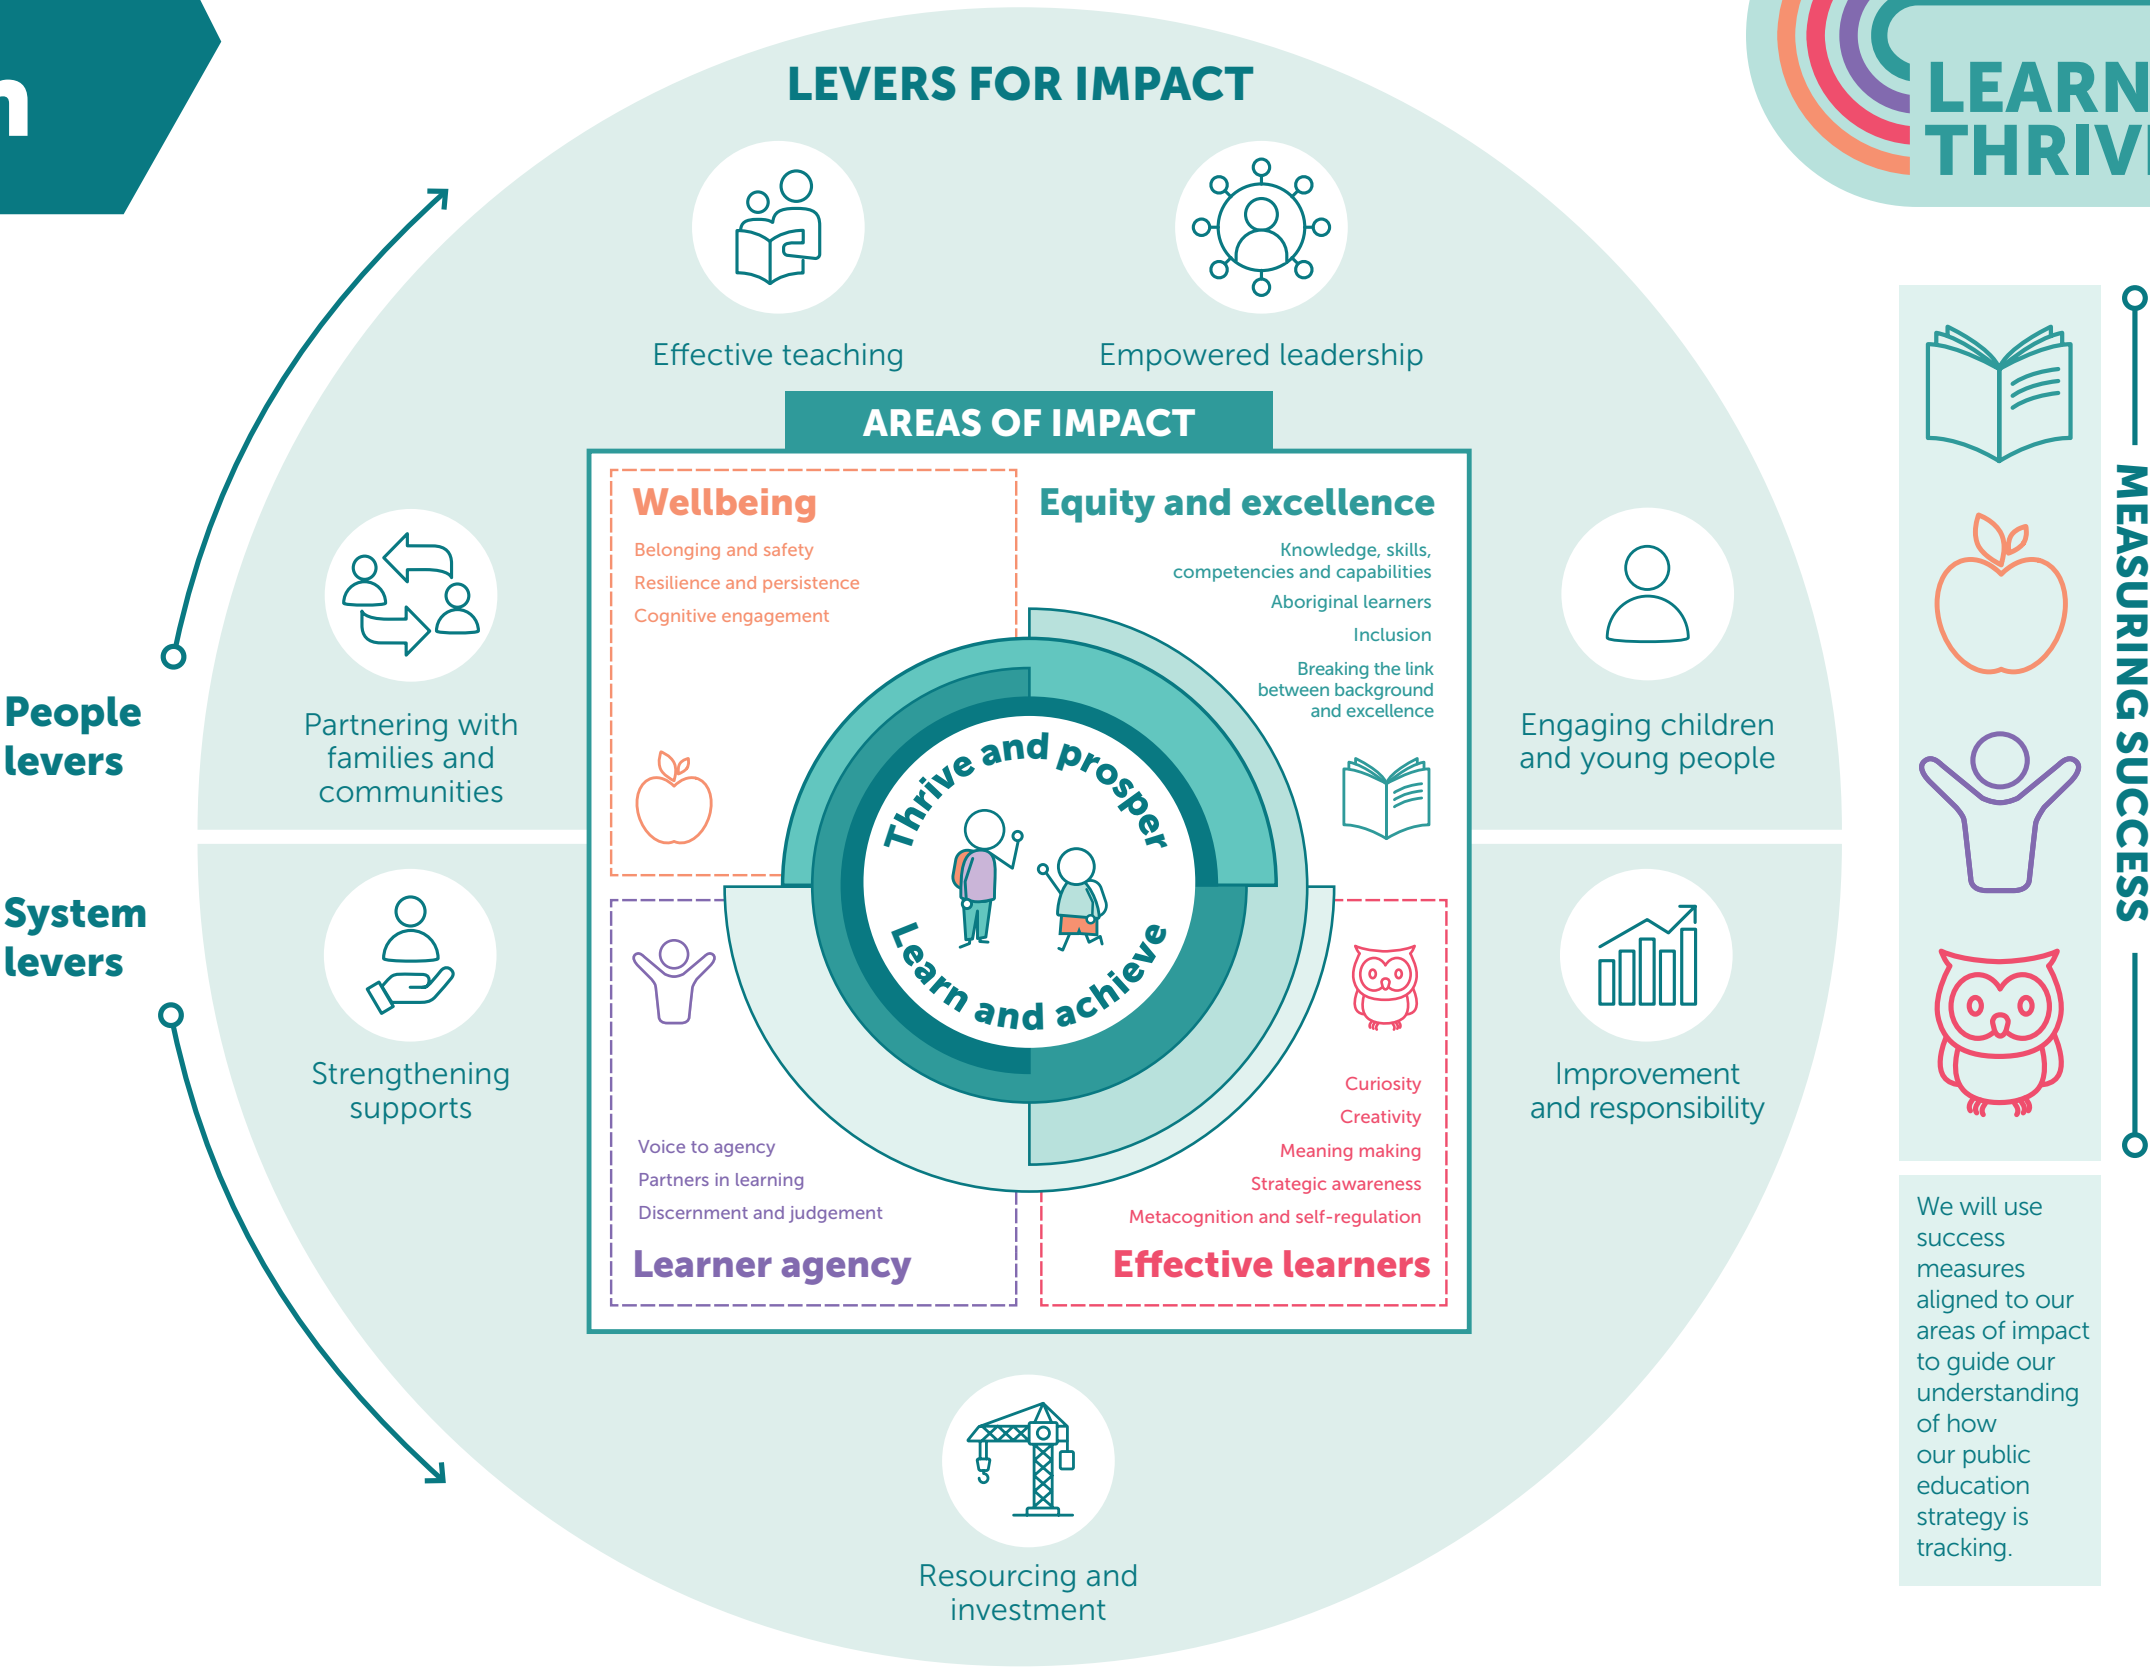 LEVERS FOR IMPACT
Effective teaching
Empowered leadership
People
levers
Partnering with
families and
communities
Engaging children
and young people
System
levers
Strengthening
supports
Improvement
and responsibility
Resourcing and
investment
AREAS OF IMPACT
Wellbeing
Belonging and safety
Resilience and persistence
Cognitive engagement
Equity and excellence
Knowledge, skills,
competencies and capabilities
Aboriginal learners
Inclusion
Breaking the link
between background
and excellence
Thrive and prosper
Learn and achieve
Voice to agency
Partners in learning
Discernment and judgement
Learner agency
Curiosity
Creativity
Meaning making
Strategic awareness
Metacognition and self-regulation
Effective learners
LEARN
THRIV
MEASURING SUCCESS
We will use
success
measures
aligned to our
areas of impact
to guide our
understanding
of how
our public
education
strategy is
tracking.